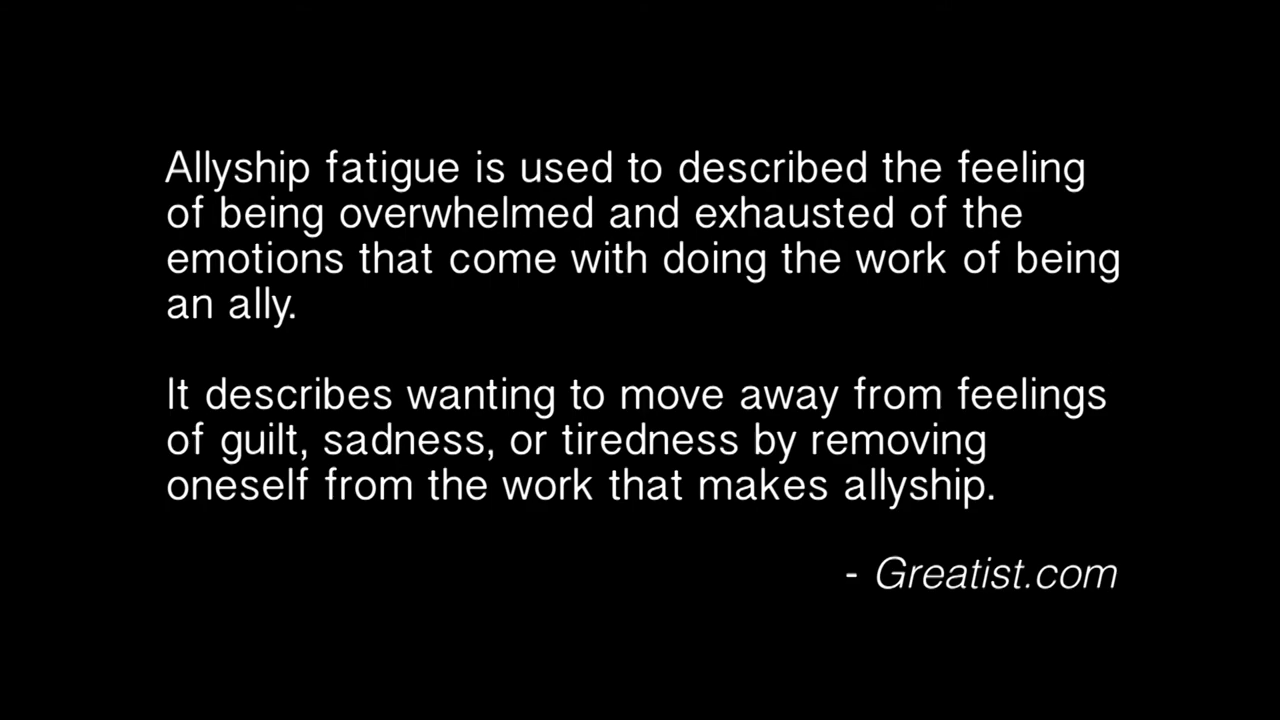 Allyship fatigue is used to described the feeling
of being overwhelmed and exhausted of the
emotions that come with doing the work of being
an ally.
It describes wanting to move away from feelings
of guilt, sadness, or tiredness by removing
oneself from the work that makes allyship.
- Greatist.com